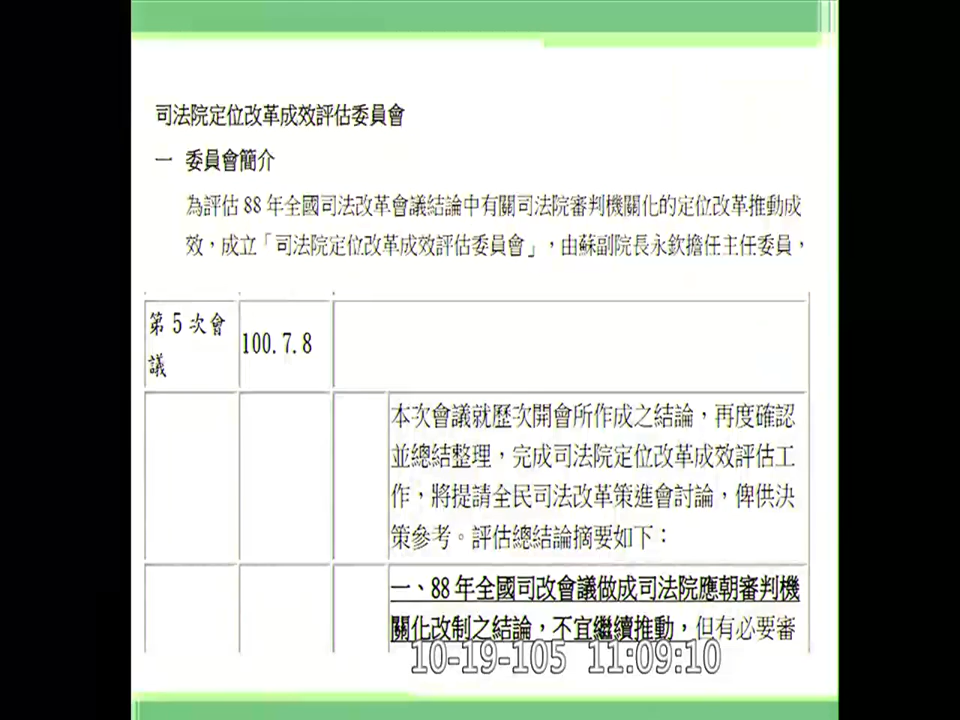 司法院定位改革成效評估委員會
一 委員會簡介
為評估 88 年全國司法改革會議結論中有關司法院審判機關化的定位改革推動成
效，成立「司法院定位改革成效評估委員會」，由蘇副院長永欽擔任主任委員，
第 5 次會
議
100.7.8
本次會議就歷次開會所作成之結論，再度確認
並總結整理，完成司法院定位改革成效評估工
作，將提請全民司法改革策進會討論，俾供決
策參考。評估總結論摘要如下：
一、88 年全國司改會議做成司法院應朝審判機
關化改制之結論，不宜繼續推動，但有必要審
10-19-105 11:09:10